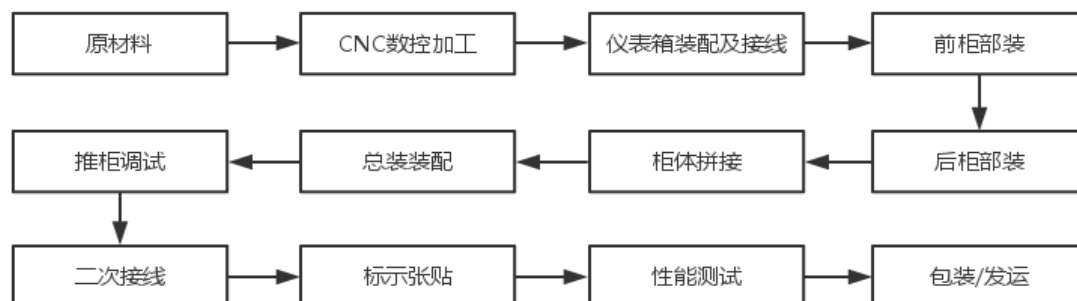 原材料
CNC数控加工
仪表箱装配及接线
前柜部装
后柜部装
柜体拼接
总装装配
推柜调试
二次接线
标示张贴
性能测试
包装/发运